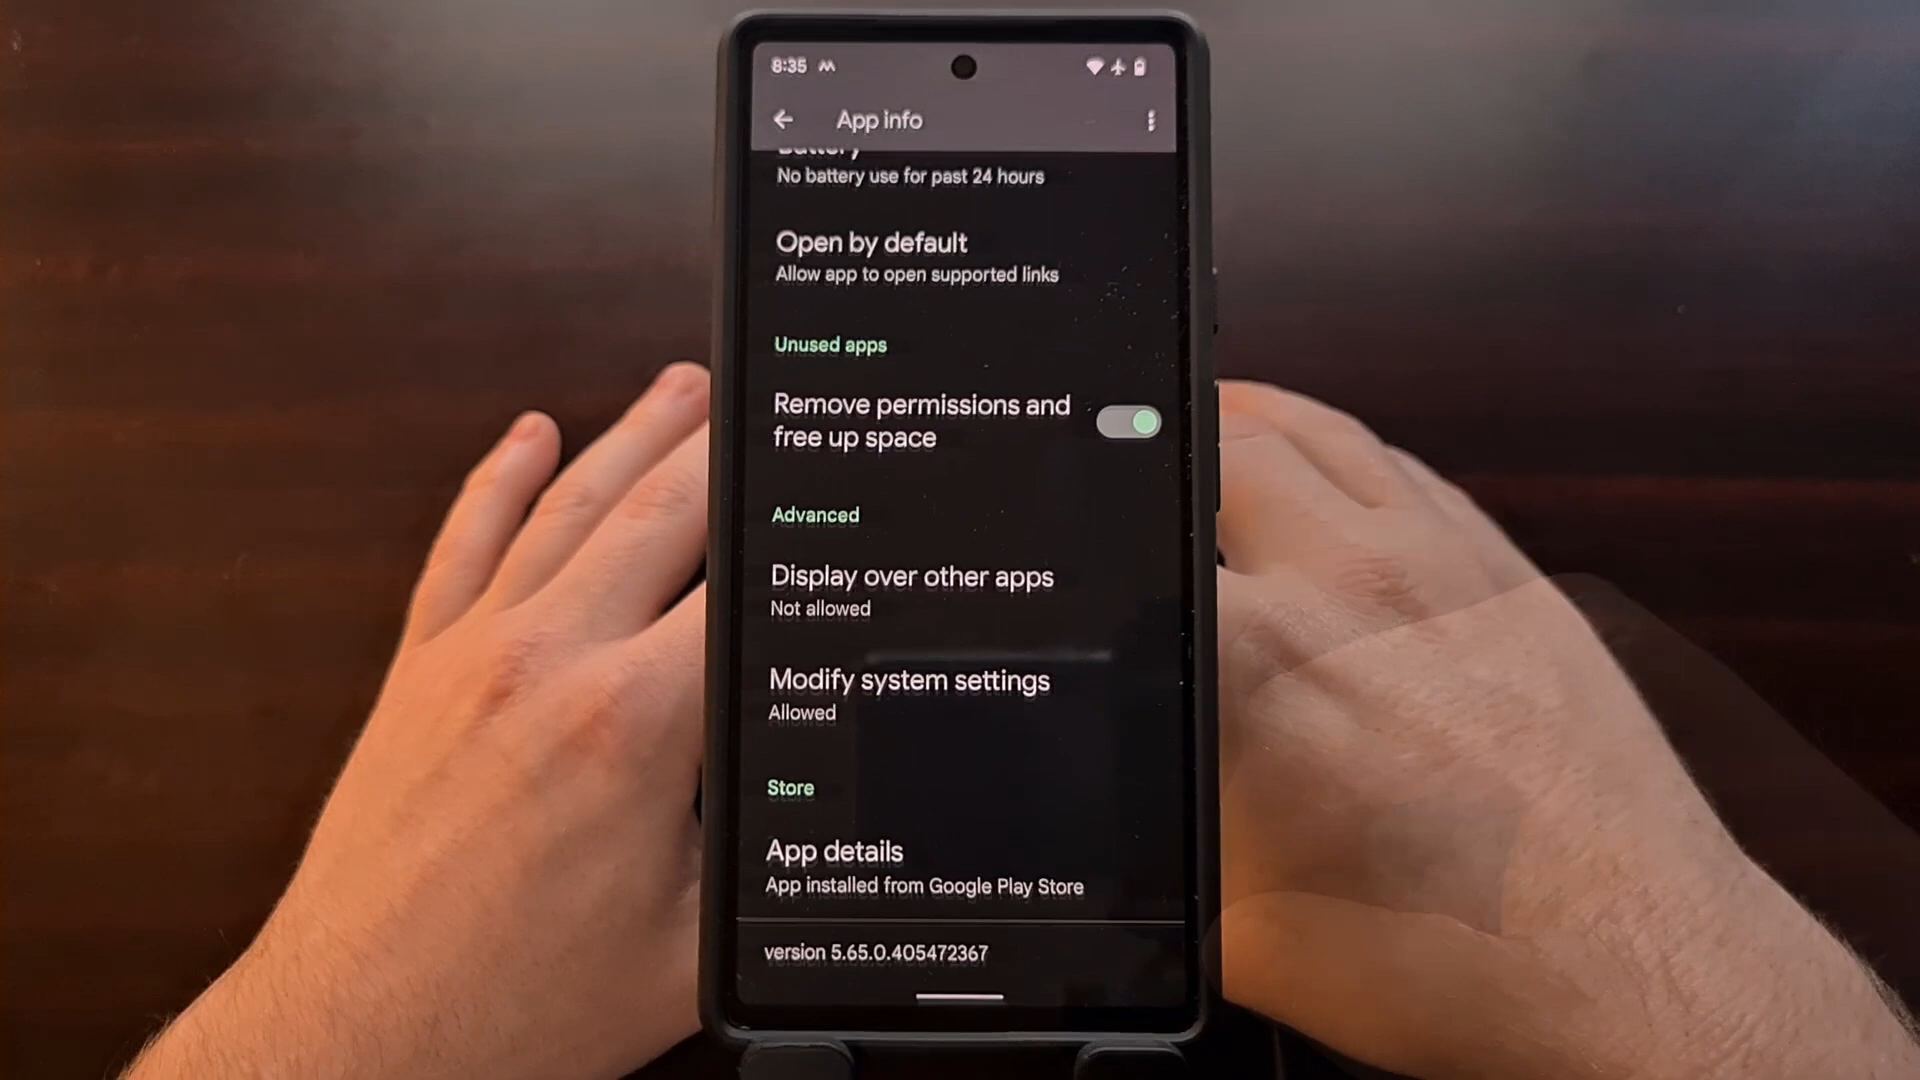 8:35
App info
Battery
No battery use for past 24 hours
Open by default
Allow app to open supported links
Unused apps
Remove permissions and
free up space
Advanced
Display over other apps
Not allowed
Modify system settings
Allowed
Store
App details
App installed from Google Play Store
version 5.65.0.405472367